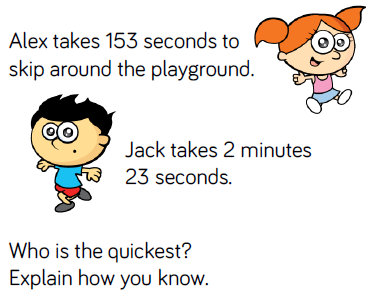 Alex takes 153 seconds to
skip around the playground.
Jack takes 2 minutes
23 seconds.
Who is the quickest?
Explain how you know.